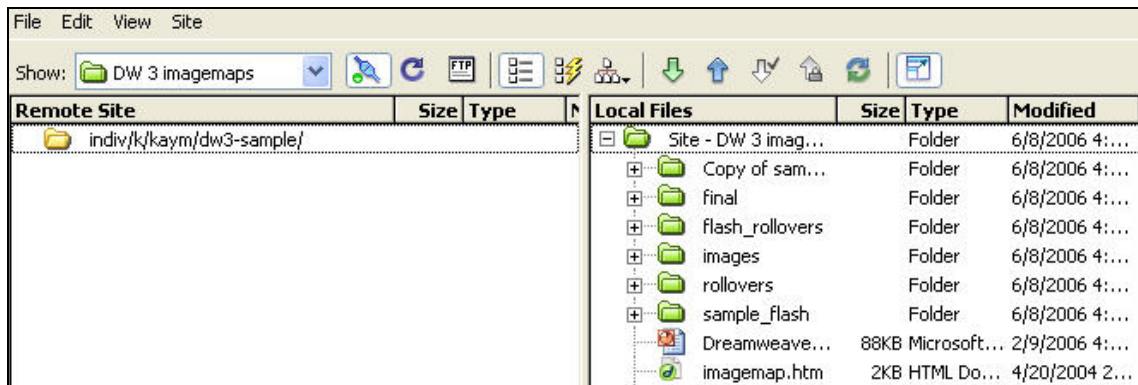 File Edit View Site
Show: DW 3 imagemaps FTP
Remote Site Size Type Local Files Size Type Modified
indiv/k/kaym/dw3-sample/ Site - DW 3 imag... Folder 6/8/2006 4:...
Copy of sam... Folder 6/8/2006 4:...
final Folder 6/8/2006 4:...
flash_rollovers Folder 6/8/2006 4:...
images Folder 6/8/2006 4:...
rollovers Folder 6/8/2006 4:...
sample_flash Folder 6/8/2006 4:...
Dreamweave... 88KB Microsoft... 2/9/2006 4:...
imagemap.htm 2KB HTML Do... 4/20/2004 2...